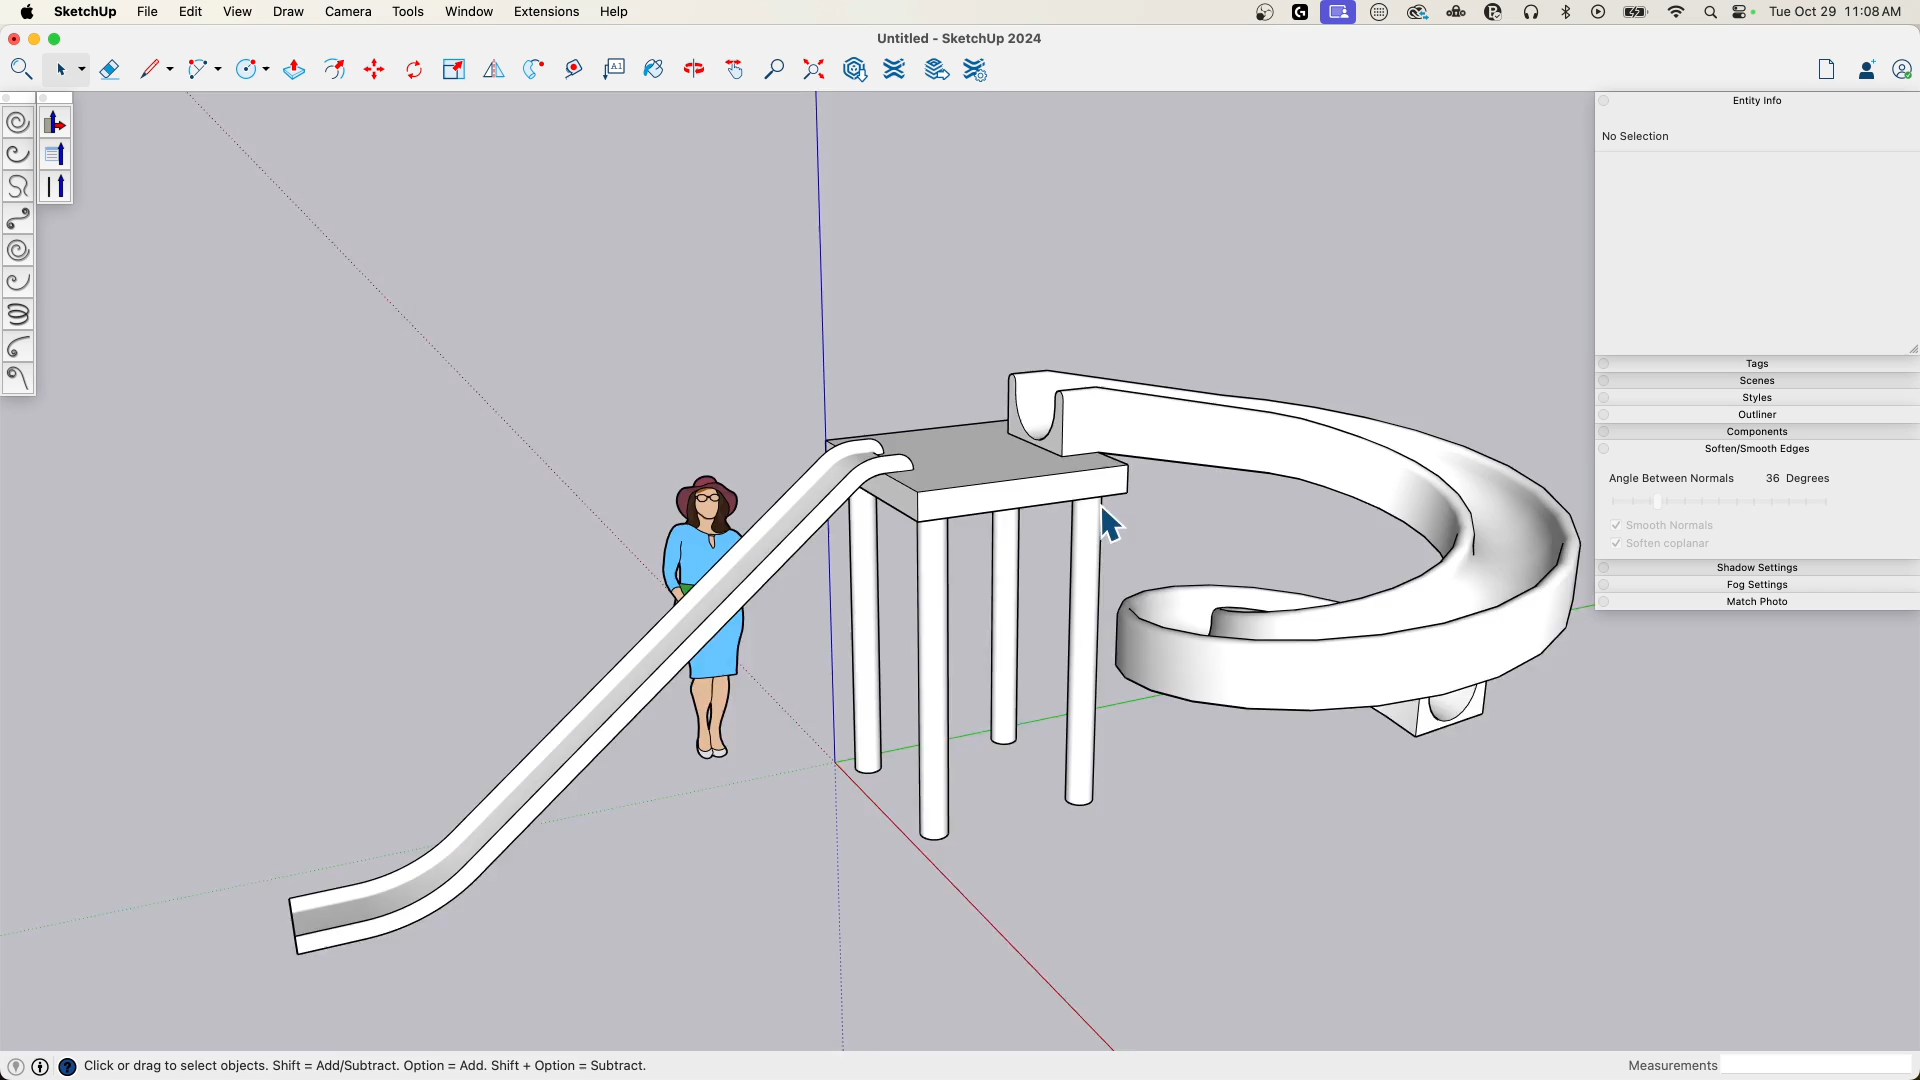 SketchUp File Edit View Draw Camera Tools Window Extensions Help Tue Oct 29 11:08 AM
Untitled - SketchUp 2024
A1
Entity Info
No Selection
Tags
Scenes
Styles
Outliner
Components
Soften/Smooth Edges
Angle Between Normals 36 Degrees
Smooth Normals
Soften coplanar
Shadow Settings
Fog Settings
Match Photo
Click or drag to select objects. Shift = Add/Subtract. Option = Add. Shift + Option = Subtract. Measurements